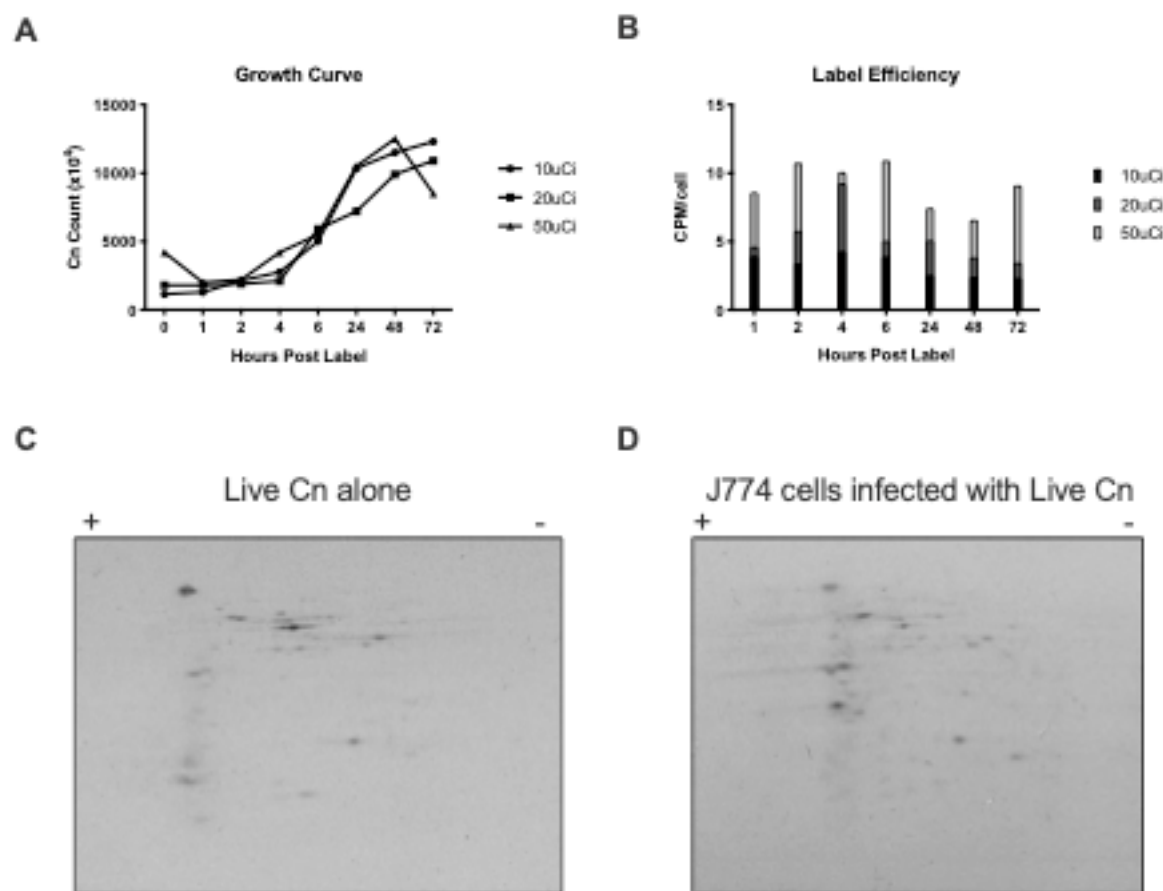 A
Growth Curve
15000
10000
5000
0
Cn Count (x10⁴)
0 1 2 4 6 24 48 72
Hours Post Label
10uCi
20uCi
50uCi
B
Label Efficiency
15
10
5
0
CPM/cell
1 2 4 6 24 48 72
Hours Post Label
10uCi
20uCi
50uCi
C
Live Cn alone
+ -
D
J774 cells infected with Live Cn
+ -